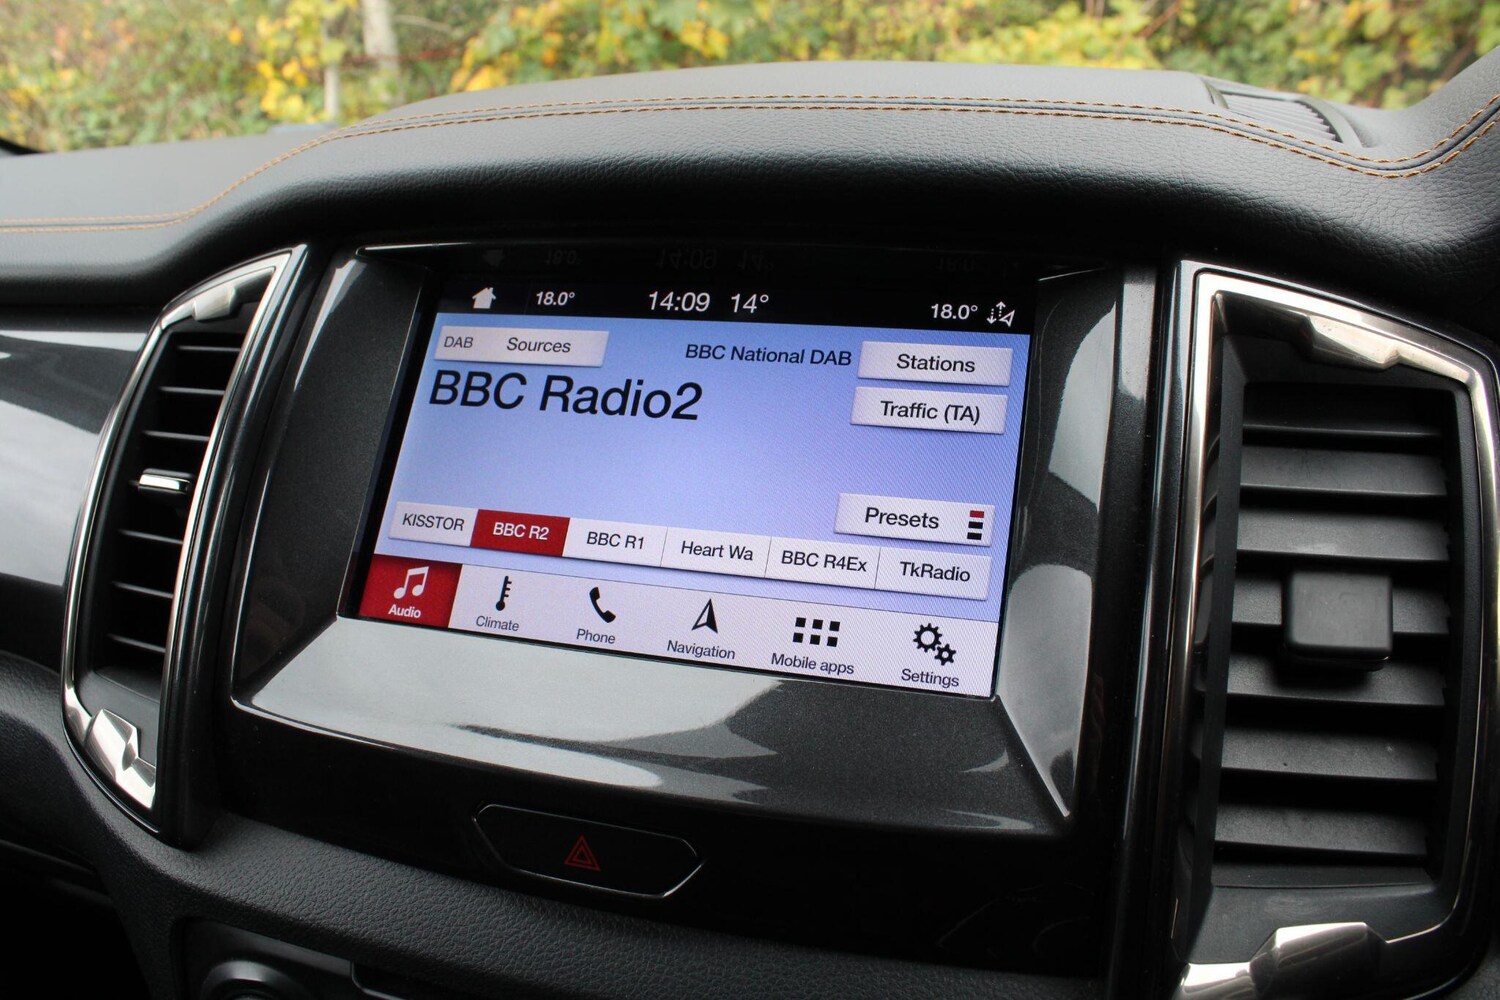 18.0° 14:09 14° 18.0°
DAB Sources BBC National DAB Stations
BBC Radio2
Traffic (TA)
Presets
KISSTOR BBC R2 BBC R1 Heart Wa BBC R4Ex TkRadio
Audio Climate Phone Navigation Mobile apps Settings